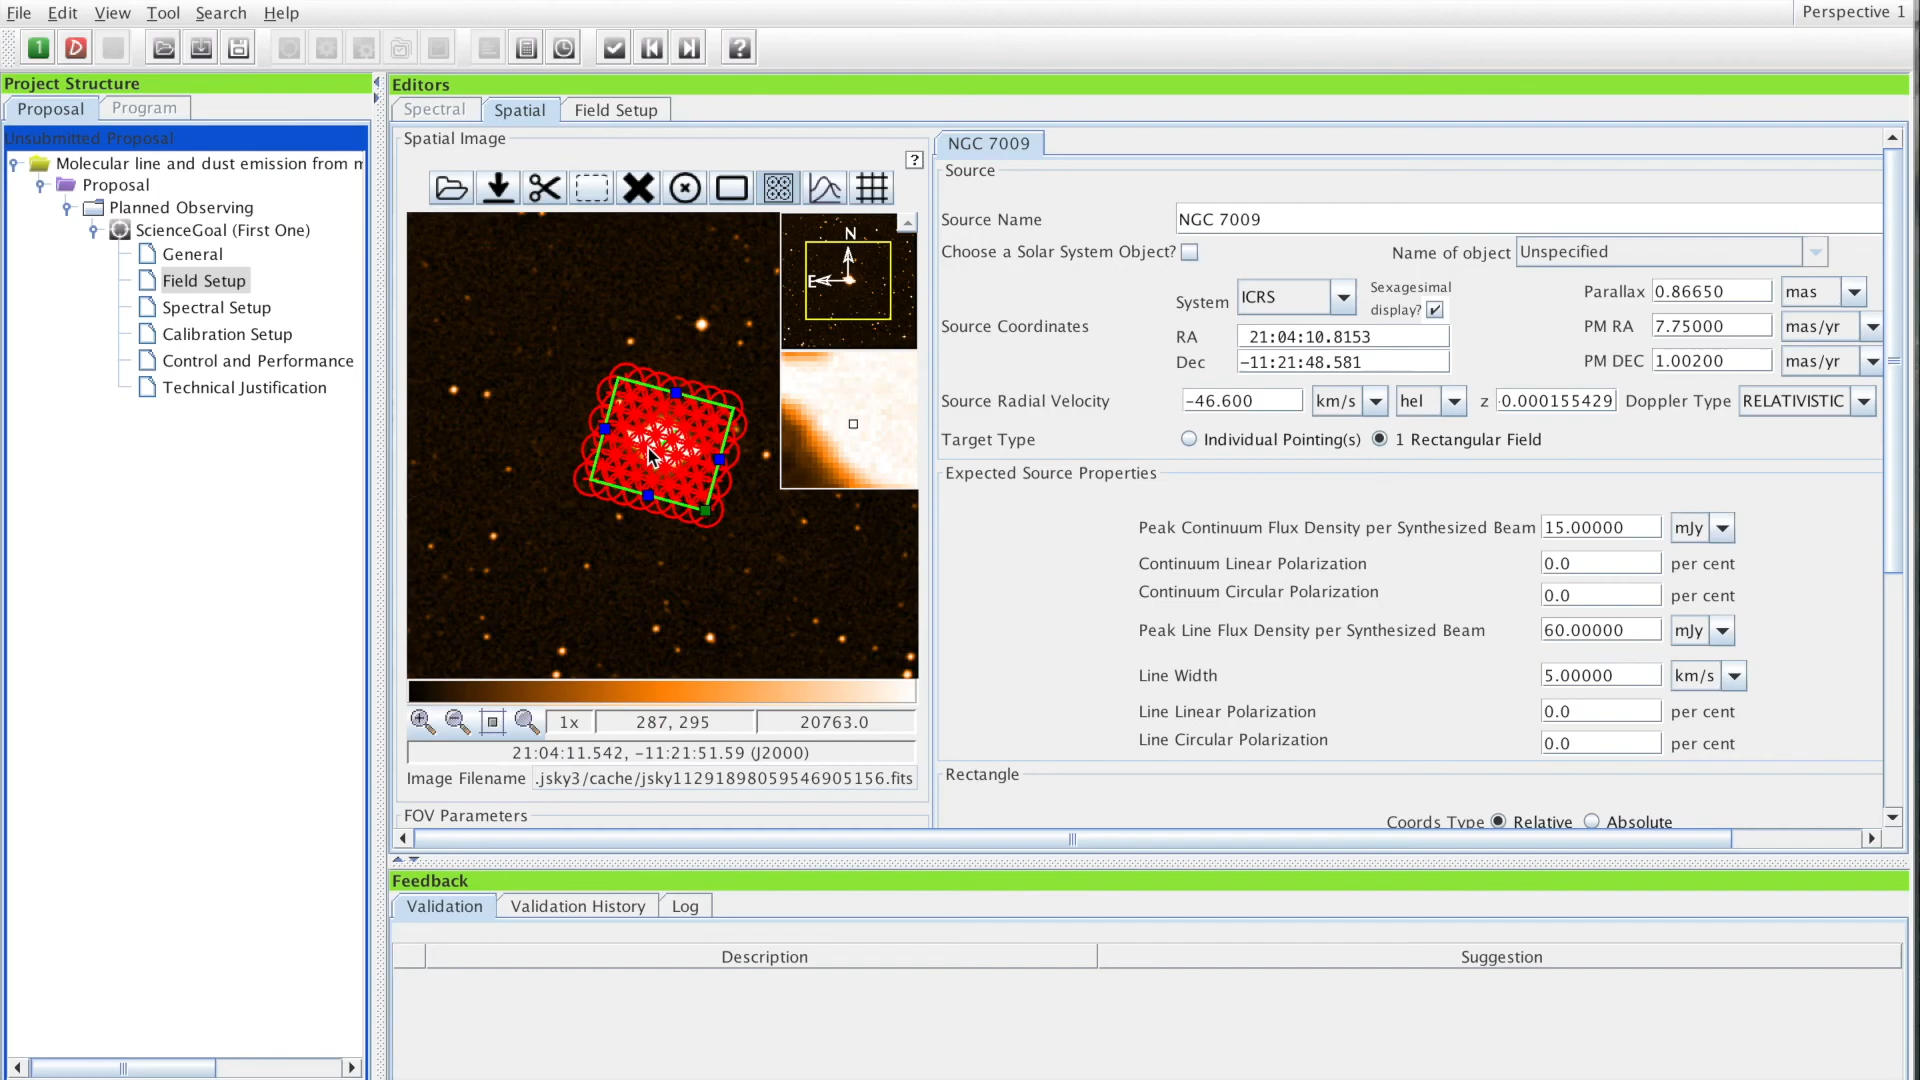 File Edit View Tool Search Help
Perspective 1
1 D ?
Project Structure
Proposal Program
Unsubmitted Proposal
Molecular line and dust emission from
Proposal
Planned Observing
ScienceGoal (First One)
General
Field Setup
Spectral Setup
Calibration Setup
Control and Performance
Technical Justification
Editors
Spectral Spatial Field Setup
Spatial Image
?
N
E
1x 287, 295 20763.0
21:04:11.542, -11:21:51.59 (J2000)
Image Filename .jsky3/cache/jsky11291898059546905156.fits
FOV Parameters
NGC 7009
Source
Source Name NGC 7009
Choose a Solar System Object? Name of object Unspecified
Source Coordinates
System ICRS Sexagesimal display?
RA 21:04:10.8153
Dec -11:21:48.581
Parallax 0.86650 mas
PM RA 7.75000 mas/yr
PM DEC 1.00200 mas/yr
Source Radial Velocity -46.600 km/s hel z -0.000155429 Doppler Type RELATIVISTIC
Target Type Individual Pointing(s) 1 Rectangular Field
Expected Source Properties
Peak Continuum Flux Density per Synthesized Beam 15.00000 mJy
Continuum Linear Polarization 0.0 per cent
Continuum Circular Polarization 0.0 per cent
Peak Line Flux Density per Synthesized Beam 60.00000 mJy
Line Width 5.00000 km/s
Line Linear Polarization 0.0 per cent
Line Circular Polarization 0.0 per cent
Rectangle
Coords Type Relative Absolute
Feedback
Validation Validation History Log
Description Suggestion